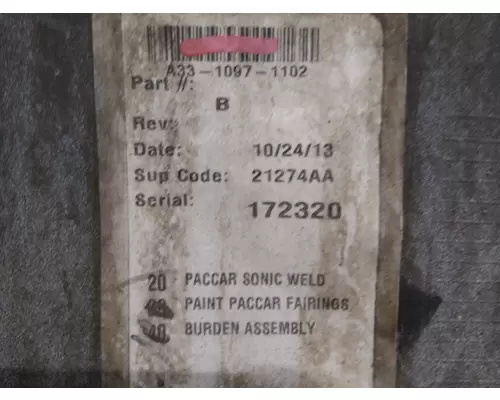 A33-1097-1102
Part #:
B
Rev:
Date: 10/24/13
Sup Code: 21274AA
Serial: 172320
20 PACCAR SONIC WELD
PAINT PACCAR FAIRINGS
40 BURDEN ASSEMBLY